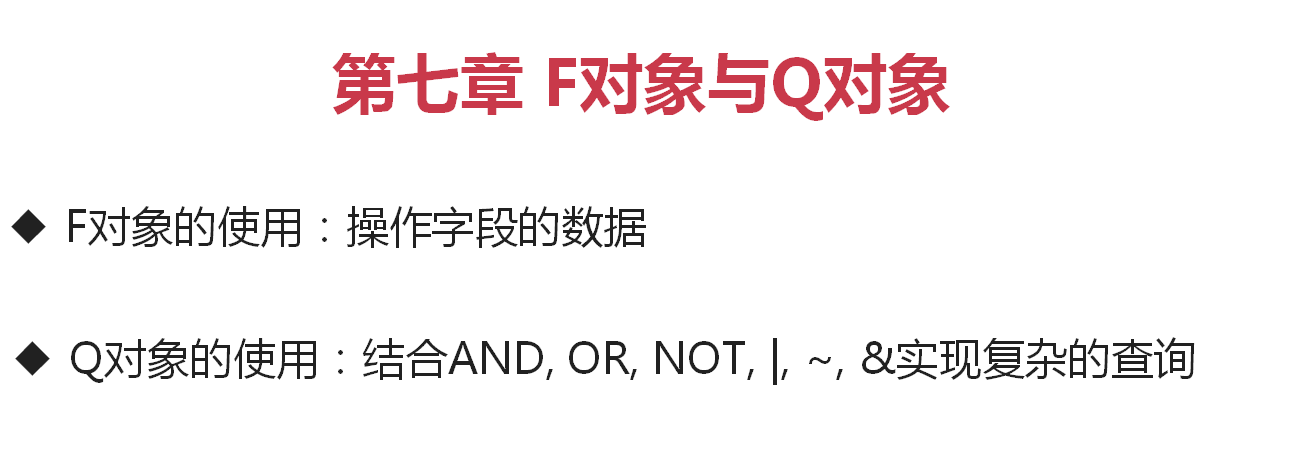 第七章 F对象与Q对象
◆ F对象的使用：操作字段的数据
◆ Q对象的使用：结合AND, OR, NOT, |, ~, &实现复杂的查询